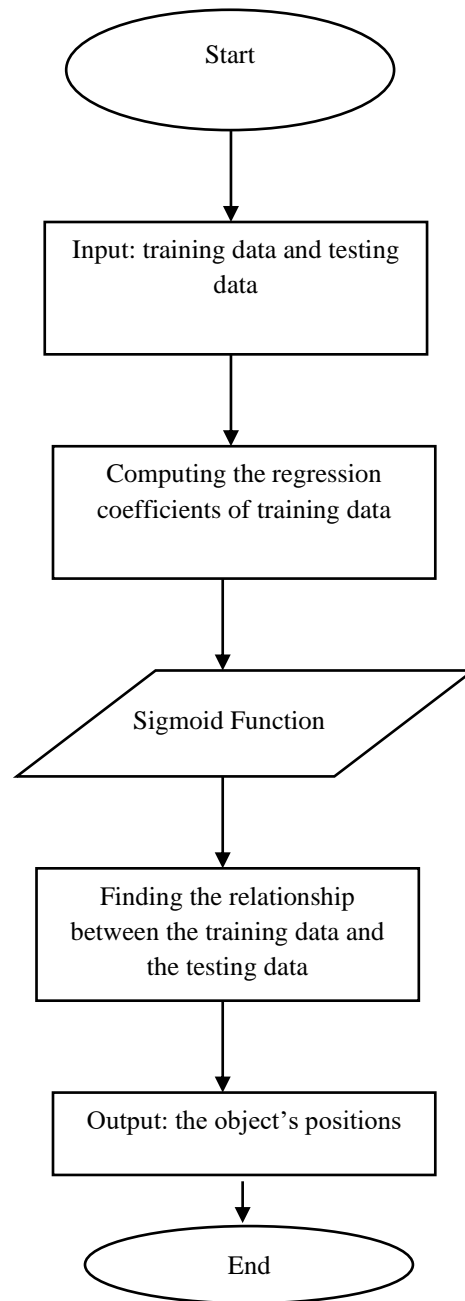 Start
Input: training data and testing
data
Computing the regression
coefficients of training data
Sigmoid Function
Finding the relationship
between the training data and
the testing data
Output: the object’s positions
End